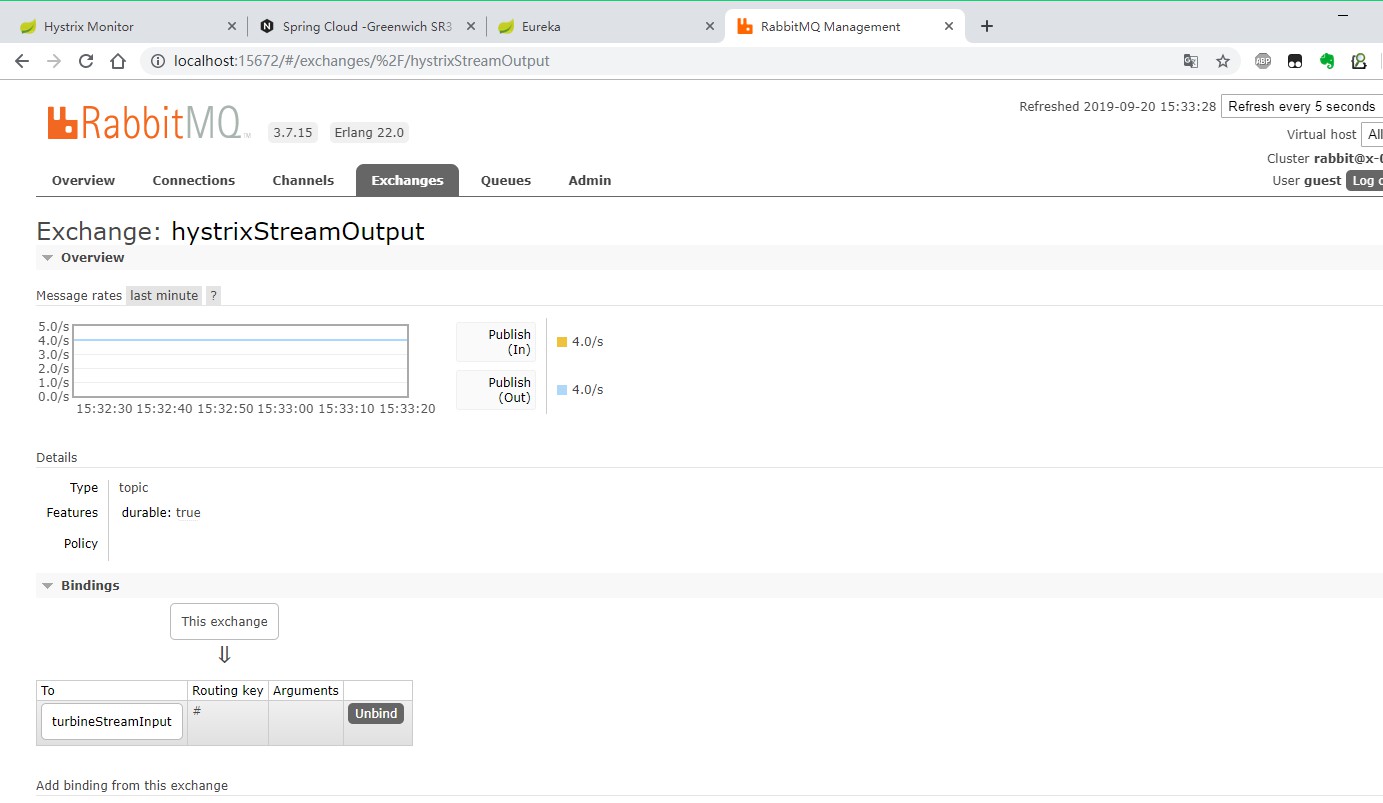 Hystrix Monitor
Spring Cloud -Greenwich SR3
Eureka
RabbitMQ Management
localhost:15672/#/exchanges/%2F/hystrixStreamOutput
ABP
RabbitMQ TM 3.7.15 Erlang 22.0
Refreshed 2019-09-20 15:33:28 Refresh every 5 seconds
Virtual host All
Cluster rabbit@x-
User guest Log
Overview Connections Channels Exchanges Queues Admin
Exchange: hystrixStreamOutput
Overview
Message rates last minute ?
5.0/s
4.0/s
3.0/s
2.0/s
1.0/s
0.0/s
15:32:30 15:32:40 15:32:50 15:33:00 15:33:10 15:33:20
Publish
(In)
4.0/s
Publish
(Out)
4.0/s
Details
Type topic
Features durable: true
Policy
Bindings
This exchange
⇓
To Routing key Arguments
turbineStreamInput # Unbind
Add binding from this exchange